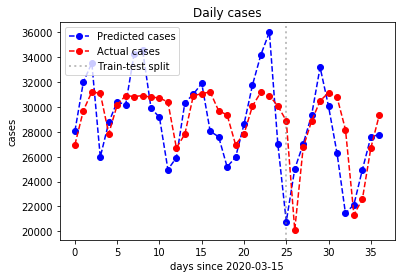 Daily cases
Predicted cases
Actual cases
Train-test split
cases
36000
34000
32000
30000
28000
26000
24000
22000
20000
0 5 10 15 20 25 30 35
days since 2020-03-15